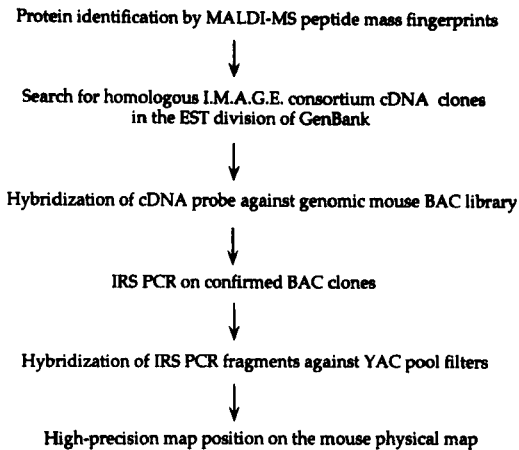 Protein identification by MALDI-MS peptide mass fingerprints
Search for homologous I.M.A.G.E. consortium cDNA clones
in the EST division of GenBank
Hybridization of cDNA probe against genomic mouse BAC library
IRS PCR on confirmed BAC clones
Hybridization of IRS PCR fragments against YAC pool filters
High-precision map position on the mouse physical map